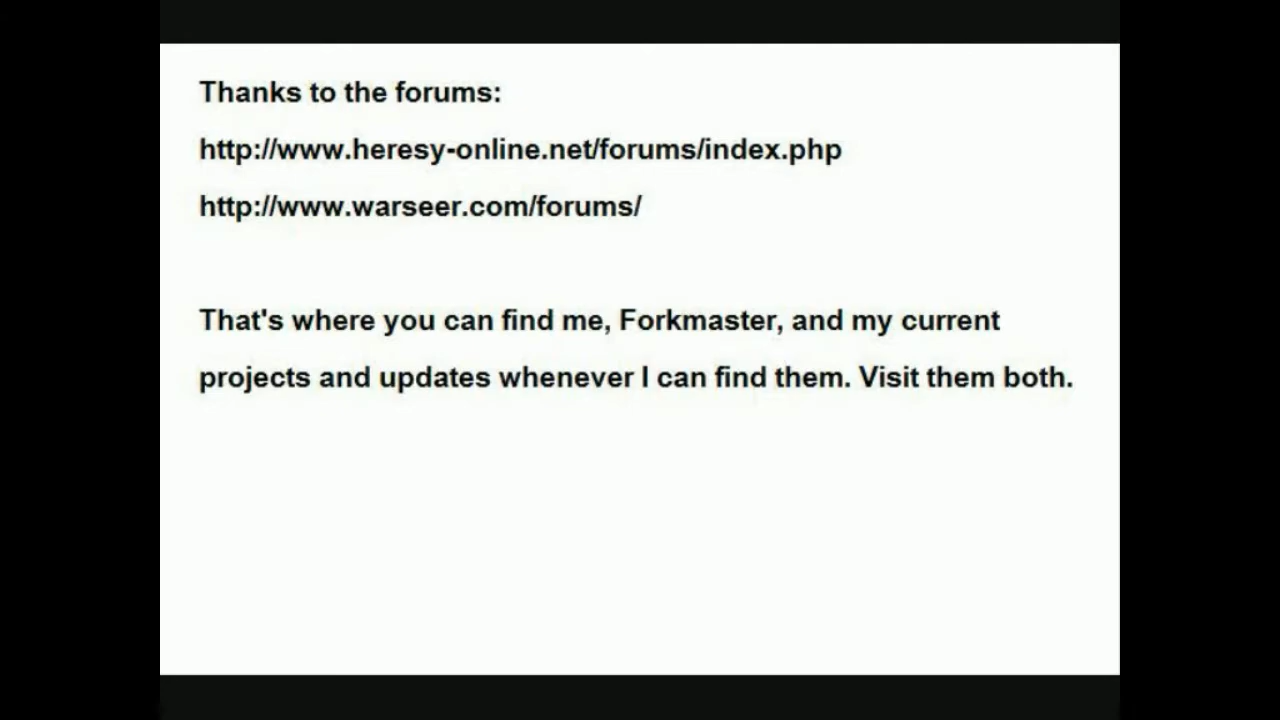 Thanks to the forums:
http://www.heresy-online.net/forums/index.php
http://www.warseer.com/forums/
That's where you can find me, Forkmaster, and my current
projects and updates whenever I can find them. Visit them both.